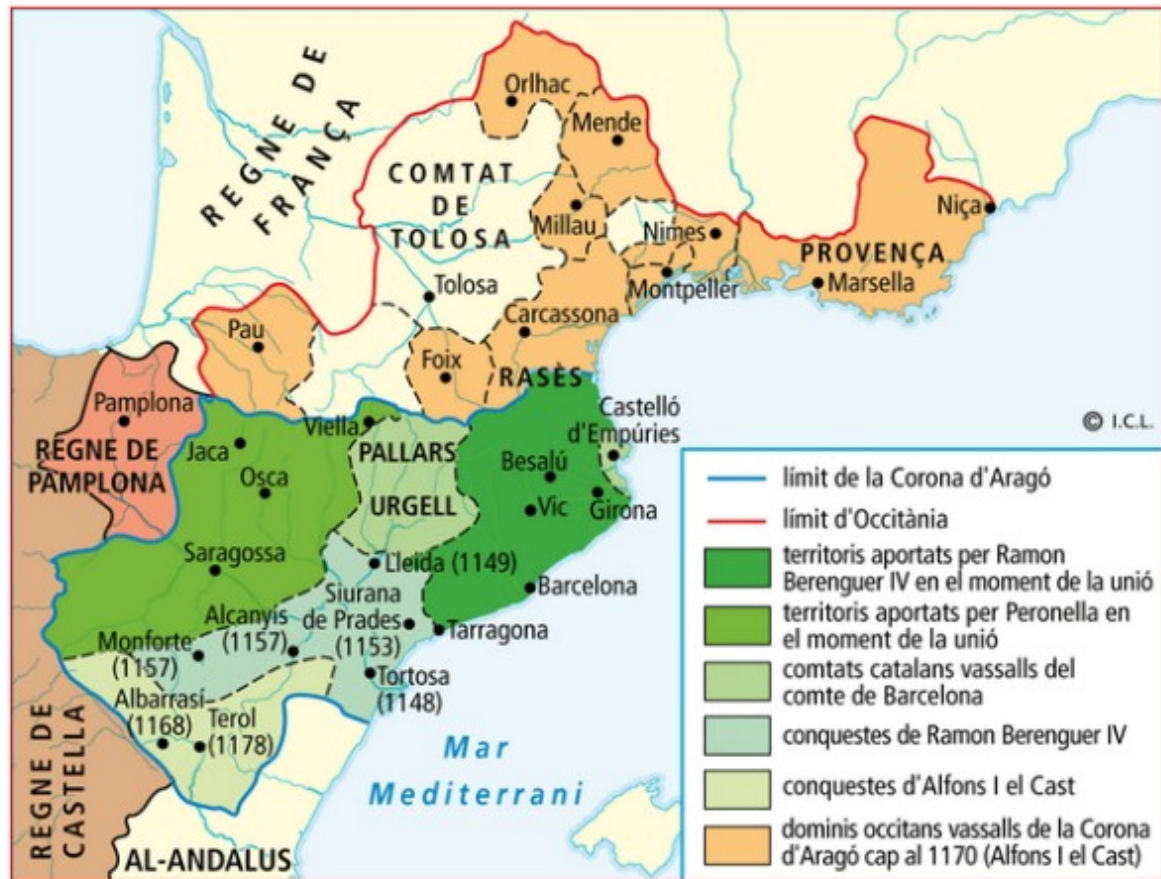 REGNE DE
FRANÇA
Orlhac
Mende
COMTAT
DE
TOLOSA
Millau
Nimes
Niça
PROVENÇA
Tolosa
Montpeller
Marsella
Carcassona
Pau
Foix
RASÈS
Pamplona
REGNE DE
PAMPLONA
Viella
Castelló
d'Empúries
© I.C.L.
Jaca
PALLARS
Osca
Besalú
URGELL
Vic
Girona
Saragossa
Lleida (1149)
Barcelona
Siurana
de Prades
(1153)
Alcanyís
(1157)
Tarragona
Monforte
(1157)
Tortosa
(1148)
Albarrasí
(1168)
Terol
(1178)
REGNE DE
CASTELLA
Mar
Mediterrani
AL-ANDALUS
límit de la Corona d'Aragó
límit d'Occitània
territoris aportats per Ramon
Berenguer IV en el moment de la unió
territoris aportats per Peronella en
el moment de la unió
comtats catalans vassalls del
comte de Barcelona
conquestes de Ramon Berenguer IV
conquestes d'Alfons I el Cast
dominis occitans vassalls de la Corona
d'Aragó cap al 1170 (Alfons I el Cast)